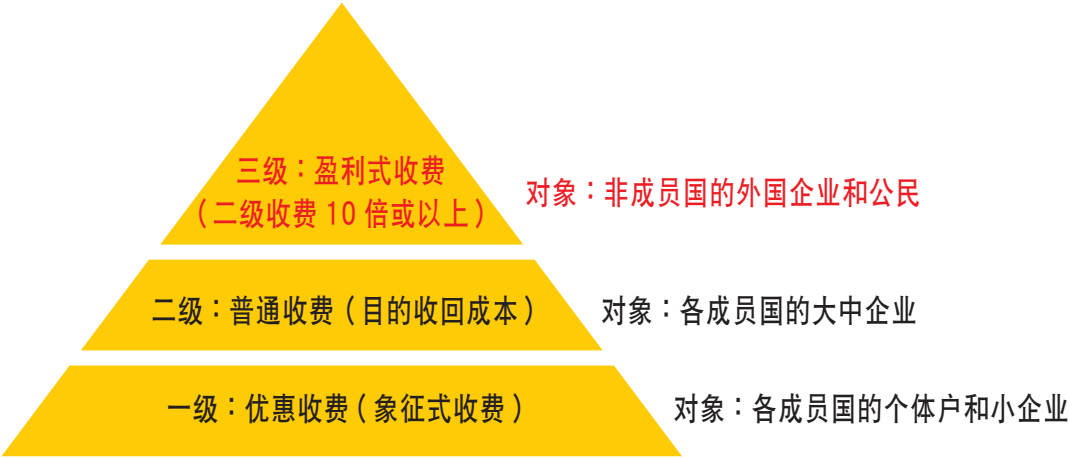 三级：盈利式收费
（二级收费 10 倍或以上）
对象：非成员国的外国企业和公民
二级：普通收费（目的收回成本）
对象：各成员国的大中企业
一级：优惠收费（象征式收费）
对象：各成员国的个体户和小企业